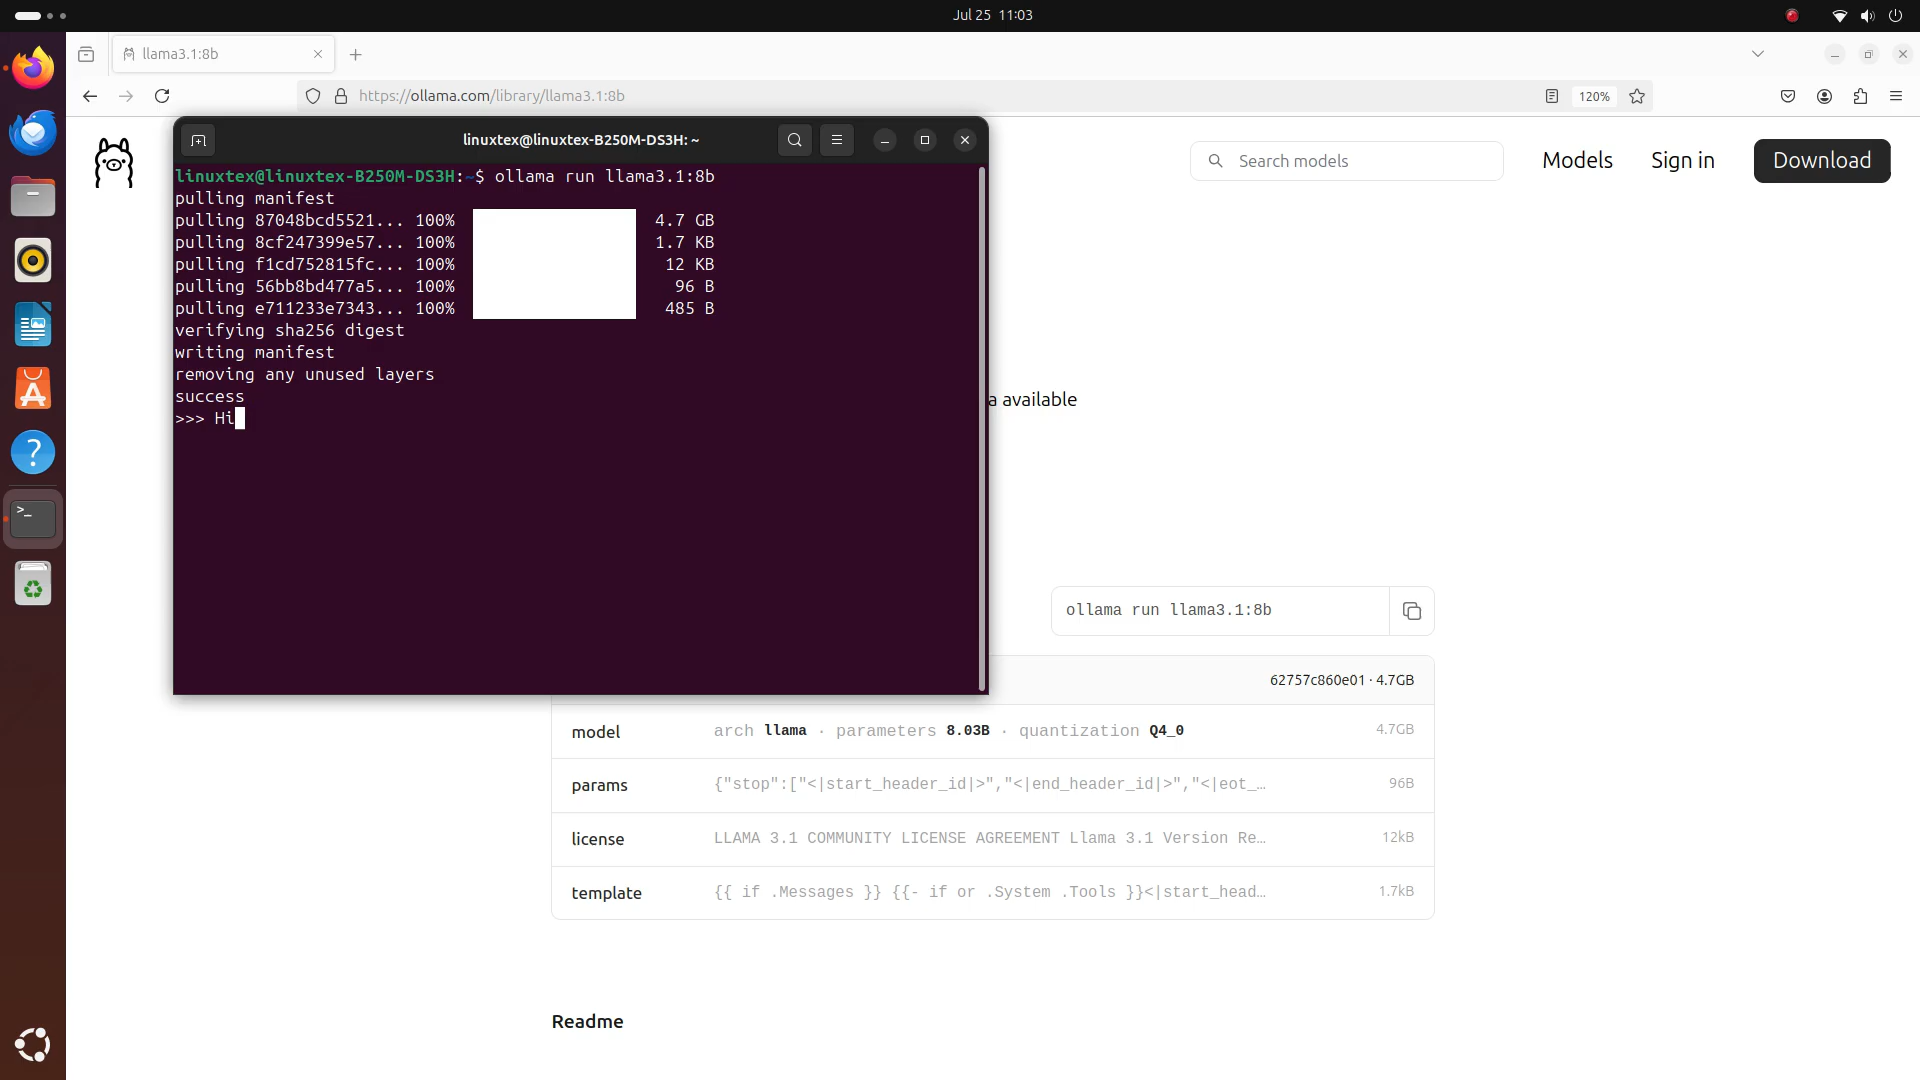 Jul 25 11:03
llama3.1:8b
https://ollama.com/library/llama3.1:8b
120%
linuxtex@linuxtex-B250M-DS3H: ~
Search models
Models
Sign in
Download
linuxtex@linuxtex-B250M-DS3H:~$ ollama run llama3.1:8b
pulling manifest
pulling 87048bcd5521... 100% 4.7 GB
pulling 8cf247399e57... 100% 1.7 KB
pulling f1cd752815fc... 100% 12 KB
pulling 56bb8bd477a5... 100% 96 B
pulling e711233e7343... 100% 485 B
verifying sha256 digest
writing manifest
removing any unused layers
success
>>> Hi
a available
ollama run llama3.1:8b
62757c860e01 · 4.7GB
model arch llama · parameters 8.03B · quantization Q4_0 4.7GB
params {"stop":["<|start_header_id|>","<|end_header_id|>","<|eot_… 96B
license LLAMA 3.1 COMMUNITY LICENSE AGREEMENT Llama 3.1 Version Re… 12kB
template {{ if .Messages }} {{- if or .System .Tools }}<|start_head… 1.7kB
Readme